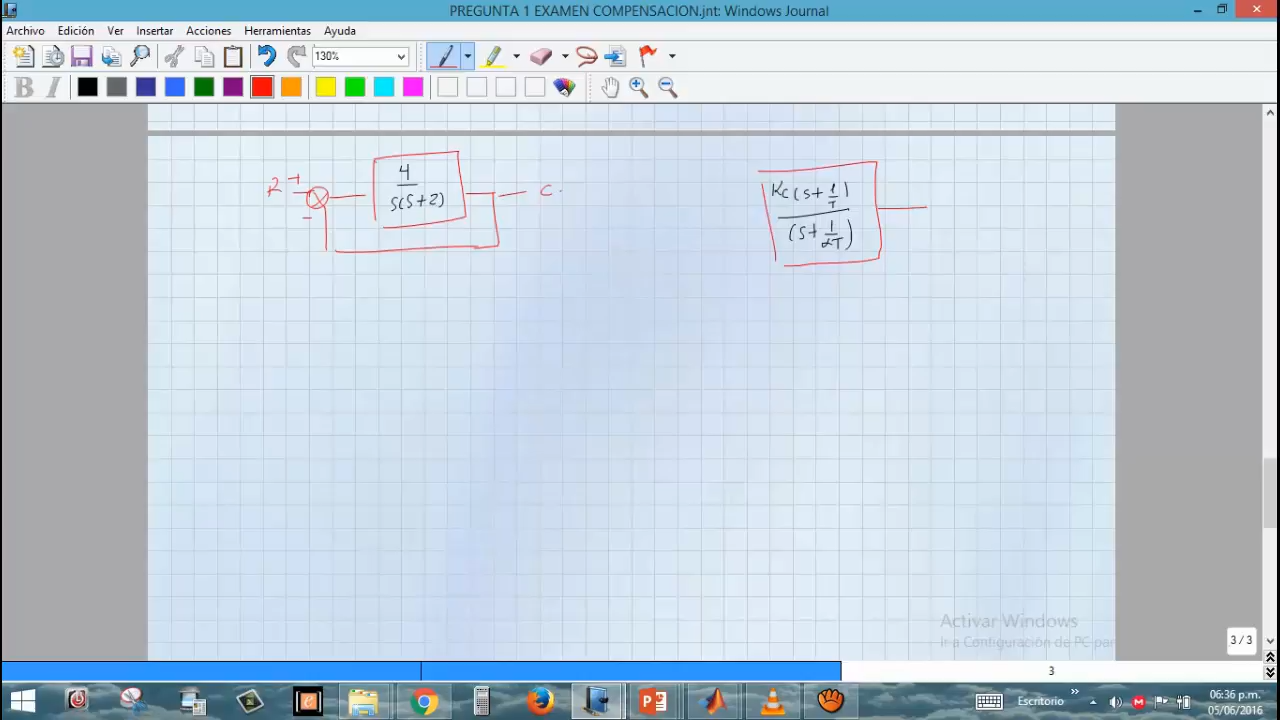 PREGUNTA 1 EXAMEN COMPENSACION.jnt: Windows Journal
Archivo Edición Ver Insertar Acciones Herramientas Ayuda
130%
B I
R + - 4 / s(s+2) C
Kc(s+1/T) / (s+1/αT)
Activar Windows
Ir a Configuración de PC par
3 / 3
3
Escritorio
06:36 p.m.
05/06/2016